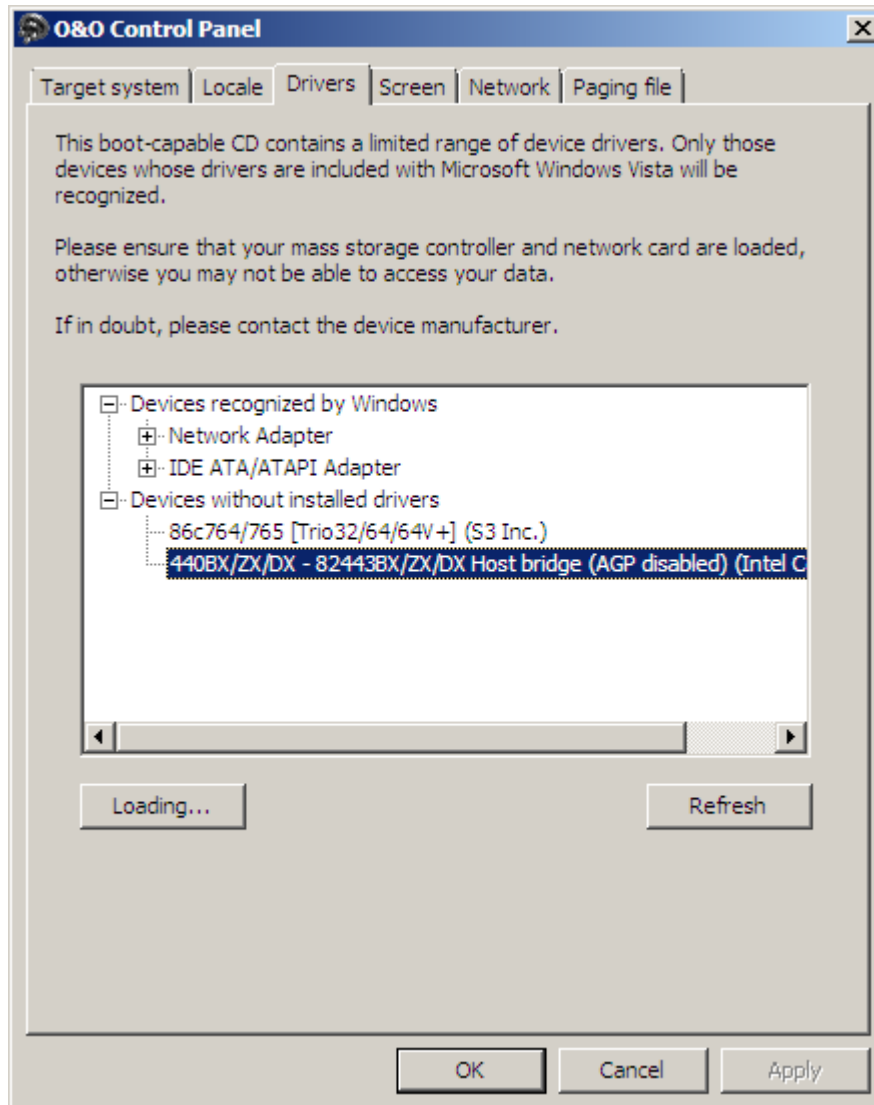 O&O Control Panel
Target system Locale Drivers Screen Network Paging file
This boot-capable CD contains a limited range of device drivers. Only those
devices whose drivers are included with Microsoft Windows Vista will be
recognized.
Please ensure that your mass storage controller and network card are loaded,
otherwise you may not be able to access your data.
If in doubt, please contact the device manufacturer.
Devices recognized by Windows
Network Adapter
IDE ATA/ATAPI Adapter
Devices without installed drivers
86c764/765 [Trio32/64/64V+] (S3 Inc.)
440BX/ZX/DX - 82443BX/ZX/DX Host bridge (AGP disabled) (Intel C
Loading... Refresh
OK Cancel Apply